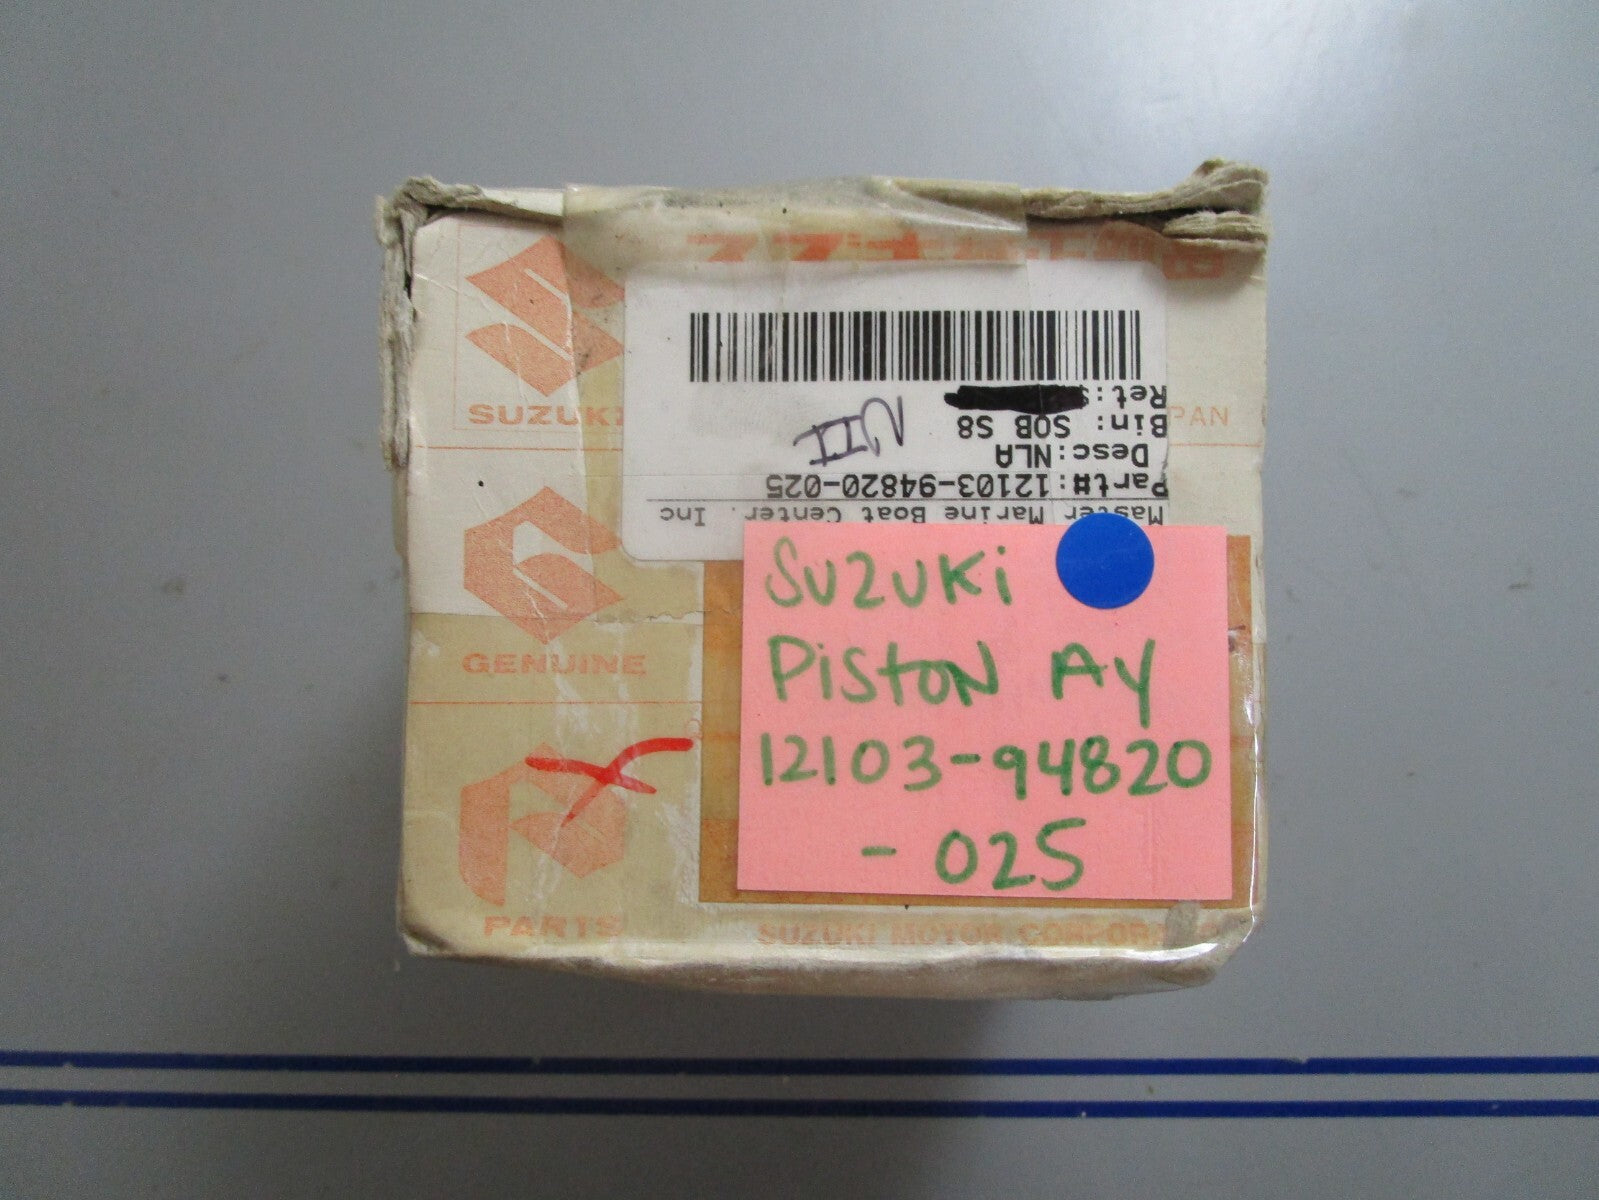 SUZUKI
GENUINE
PARTS
SUZUKI MOTOR
PAN
Master Marine Boat Center, Inc
Part#:12103-94820-025
Desc:NLA
Bin: SOB S8
Ret:
NII
SUZUKi
PiSTON AY
12103-94820
- 025